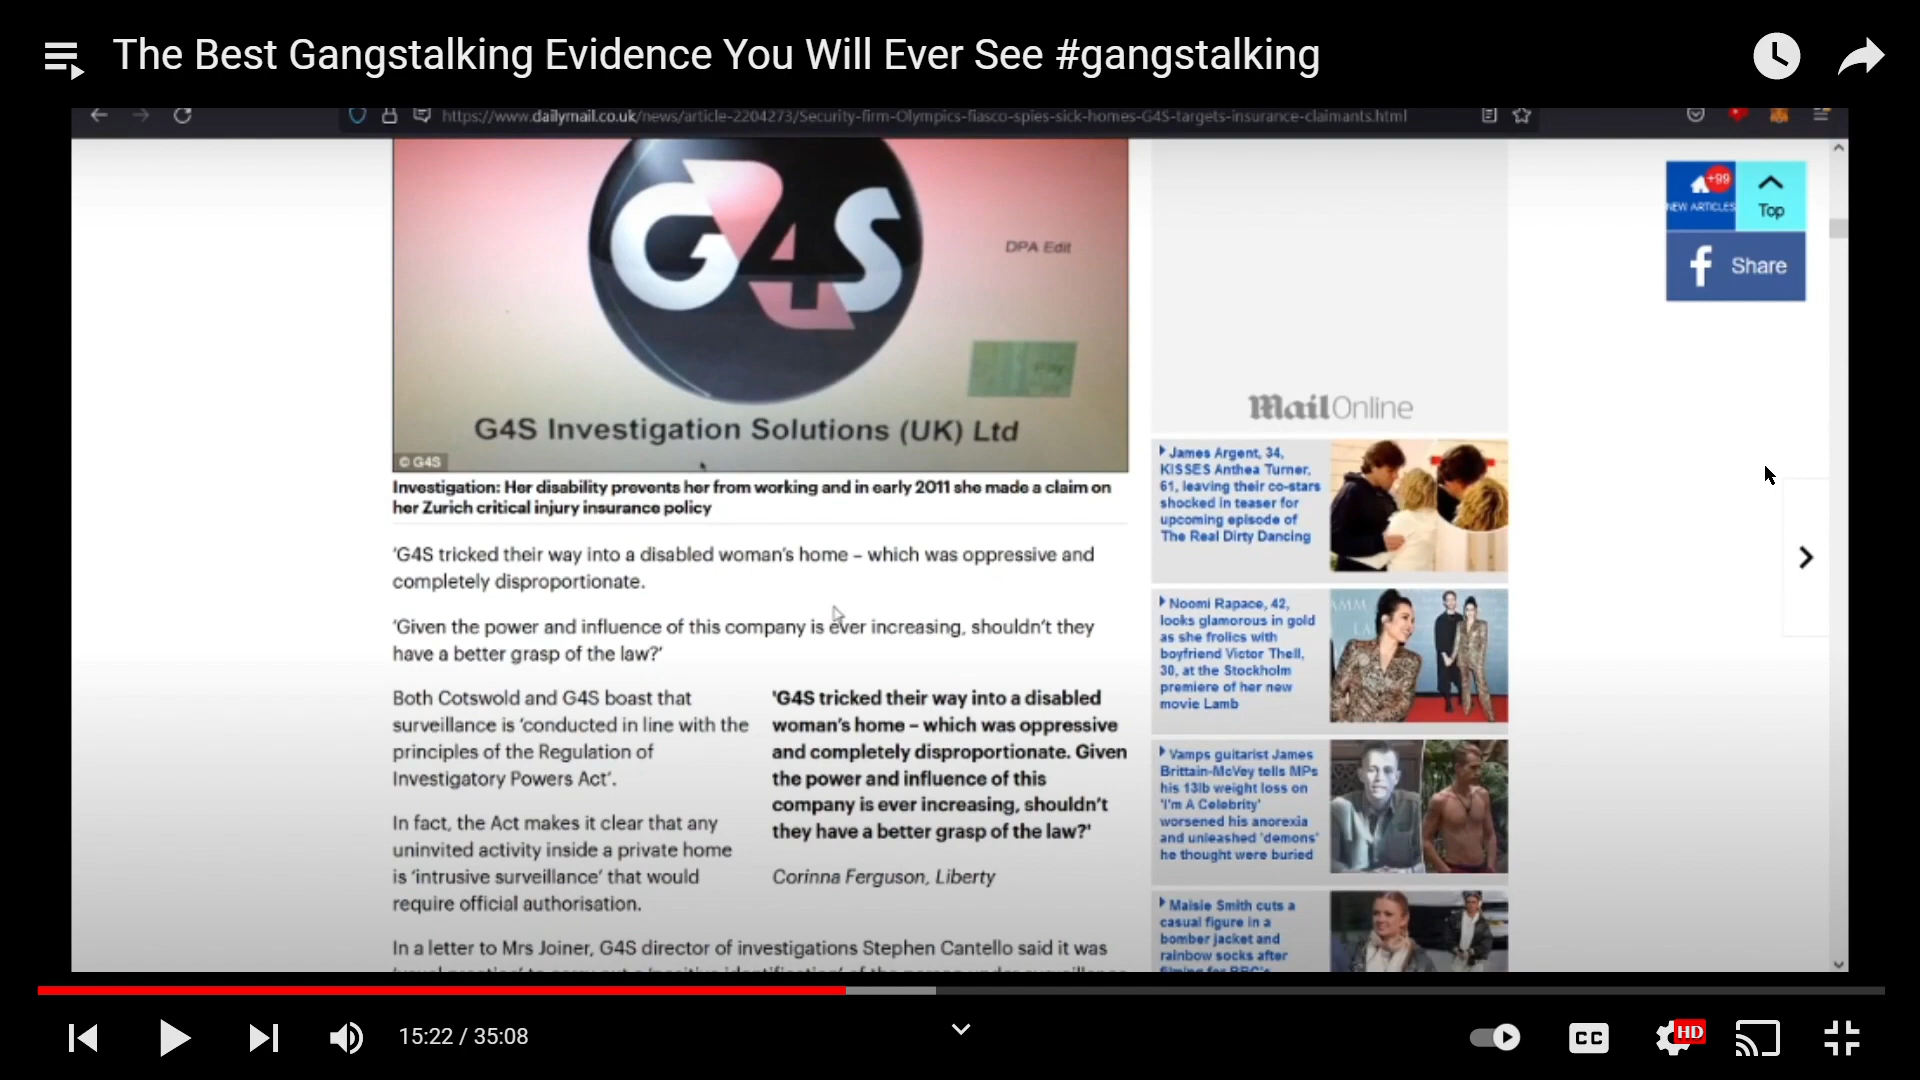 The Best Gangstalking Evidence You Will Ever See #gangstalking
https://www.dailymail.co.uk/news/article-2204273/Security-firm-Olympics-fiasco-spies-sick-homes-G4S-targets-insurance-claimants.html
G4S
DPA Edit
G4S Investigation Solutions (UK) Ltd
© G4S
Investigation: Her disability prevents her from working and in early 2011 she made a claim on
her Zurich critical injury insurance policy
‘G4S tricked their way into a disabled woman’s home – which was oppressive and
completely disproportionate.
‘Given the power and influence of this company is ever increasing, shouldn’t they
have a better grasp of the law?’
Both Cotswold and G4S boast that
surveillance is ‘conducted in line with the
principles of the Regulation of
Investigatory Powers Act’.
In fact, the Act makes it clear that any
uninvited activity inside a private home
is ‘intrusive surveillance’ that would
require official authorisation.
'G4S tricked their way into a disabled
woman’s home – which was oppressive
and completely disproportionate. Given
the power and influence of this
company is ever increasing, shouldn’t
they have a better grasp of the law?'
Corinna Ferguson, Liberty
In a letter to Mrs Joiner, G4S director of investigations Stephen Cantello said it was
+99
NEW ARTICLES
Top
f Share
Mail Online
James Argent, 34,
KISSES Anthea Turner,
61, leaving their co-stars
shocked in teaser for
upcoming episode of
The Real Dirty Dancing
Noomi Rapace, 42,
looks glamorous in gold
as she frolics with
boyfriend Victor Thell,
30, at the Stockholm
premiere of her new
movie Lamb
Vamps guitarist James
Brittain-McVey tells MPs
his 13lb weight loss on
'I'm A Celebrity'
worsened his anorexia
and unleashed 'demons'
he thought were buried
Maisie Smith cuts a
casual figure in a
bomber jacket and
rainbow socks after
15:22 / 35:08
CC
HD